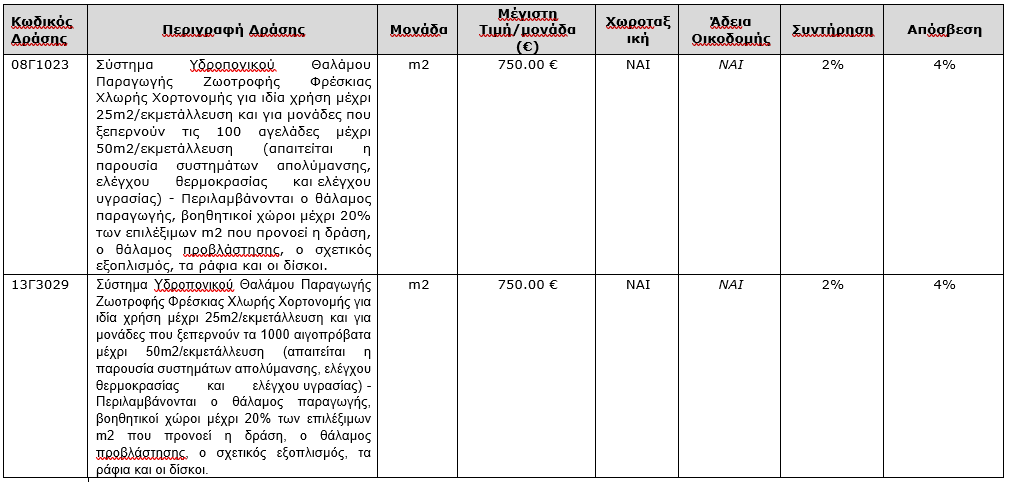 Κωδικός Δράσης Περιγραφή Δράσης Μονάδα Μέγιστη Τιμή/μονάδα (€) Χωροταξ ική Άδεια Οικοδομής Συντήρηση Απόσβεση
08Γ1023 Σύστημα Υδροπονικού Θαλάμου m2 750.00 € ΝΑΙ ΝΑΙ 2% 4%
Παραγωγής Ζωοτροφής Φρέσκιας
Χλωρής Χορτονομής για ιδία χρήση μέχρι
25m2/εκμετάλλευση και για μονάδες που
ξεπερνούν τις 100 αγελάδες μέχρι
50m2/εκμετάλλευση (απαιτείται η
παρουσία συστημάτων απολύμανσης,
ελέγχου θερμοκρασίας και ελέγχου
υγρασίας) - Περιλαμβάνονται ο θάλαμος
παραγωγής, βοηθητικοί χώροι μέχρι 20%
των επιλέξιμων m2 που προνοεί η δράση,
ο θάλαμος προβλάστησης, ο σχετικός
εξοπλισμός, τα ράφια και οι δίσκοι.
13Γ3029 Σύστημα Υδροπονικού Θαλάμου Παραγωγής m2 750.00 € ΝΑΙ ΝΑΙ 2% 4%
Ζωοτροφής Φρέσκιας Χλωρής Χορτονομής για
ιδία χρήση μέχρι 25m2/εκμετάλλευση και για
μονάδες που ξεπερνούν τα 1000 αιγοπρόβατα
μέχρι 50m2/εκμετάλλευση (απαιτείται η
παρουσία συστημάτων απολύμανσης, ελέγχου
θερμοκρασίας και ελέγχου υγρασίας) -
Περιλαμβάνονται ο θάλαμος παραγωγής,
βοηθητικοί χώροι μέχρι 20% των επιλέξιμων
m2 που προνοεί η δράση, ο θάλαμος
προβλάστησης, ο σχετικός εξοπλισμός, τα
ράφια και οι δίσκοι.